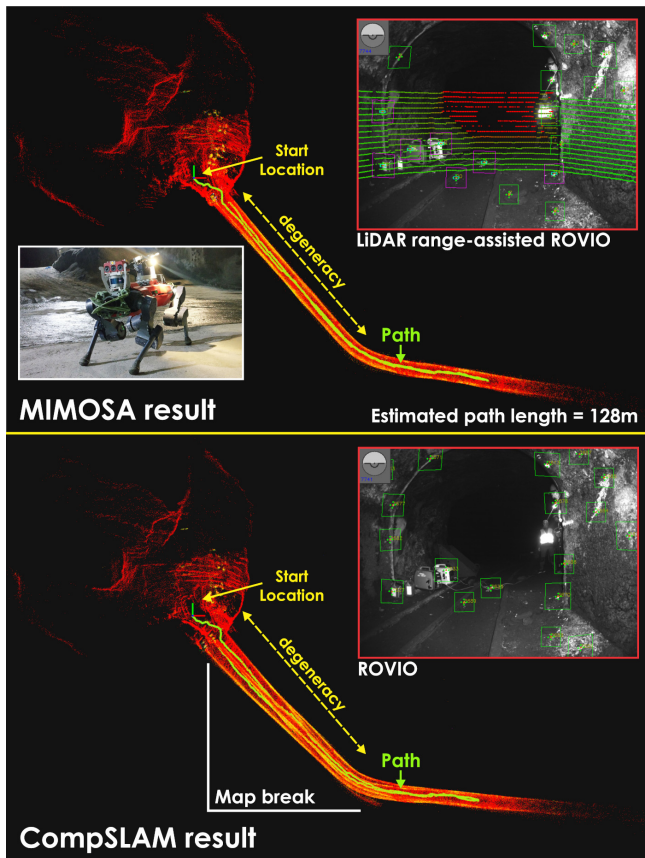 Start
Location
degeneracy
LiDAR range-assisted ROVIO
Path
MIMOSA result
Estimated path length = 128m
Start
Location
degeneracy
ROVIO
Path
Map break
CompSLAM result